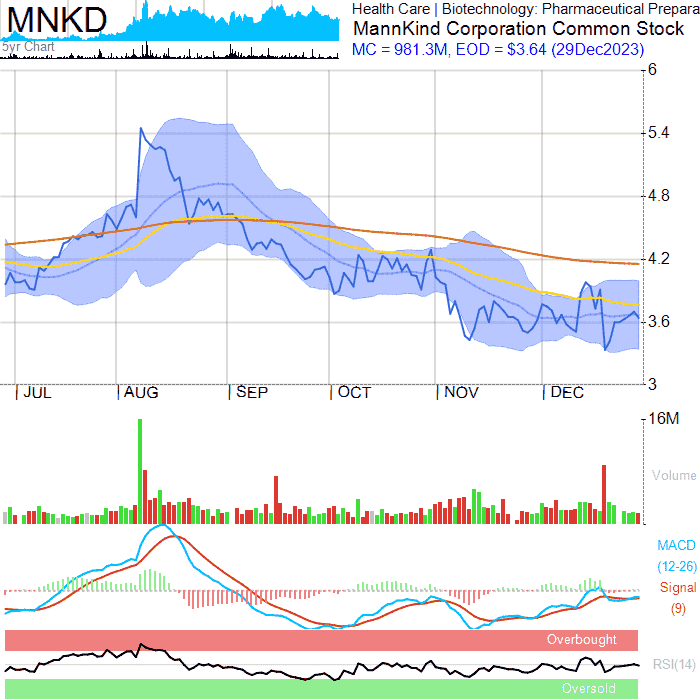 MNKD
5yr Chart
Health Care | Biotechnology: Pharmaceutical Prepara
MannKind Corporation Common Stock
MC = 981.3M, EOD = $3.64 (29Dec2023)
6
5.4
4.8
4.2
3.6
3
JUL AUG SEP OCT NOV DEC
16M
Volume
MACD
(12-26)
Signal
(9)
Overbought
RSI(14)
Oversold